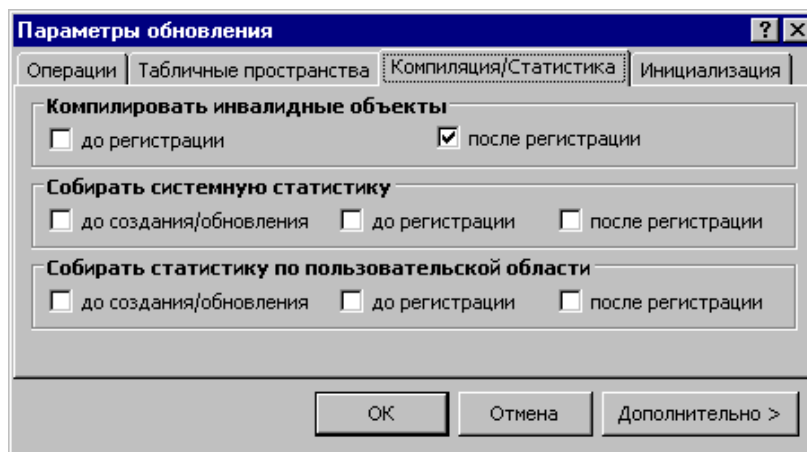 Параметры обновления
Операции Табличные пространства Компиляция/Статистика Инициализация
Компилировать инвалидные объекты
до регистрации после регистрации
Собирать системную статистику
до создания/обновления до регистрации после регистрации
Собирать статистику по пользовательской области
до создания/обновления до регистрации после регистрации
ОК Отмена Дополнительно >